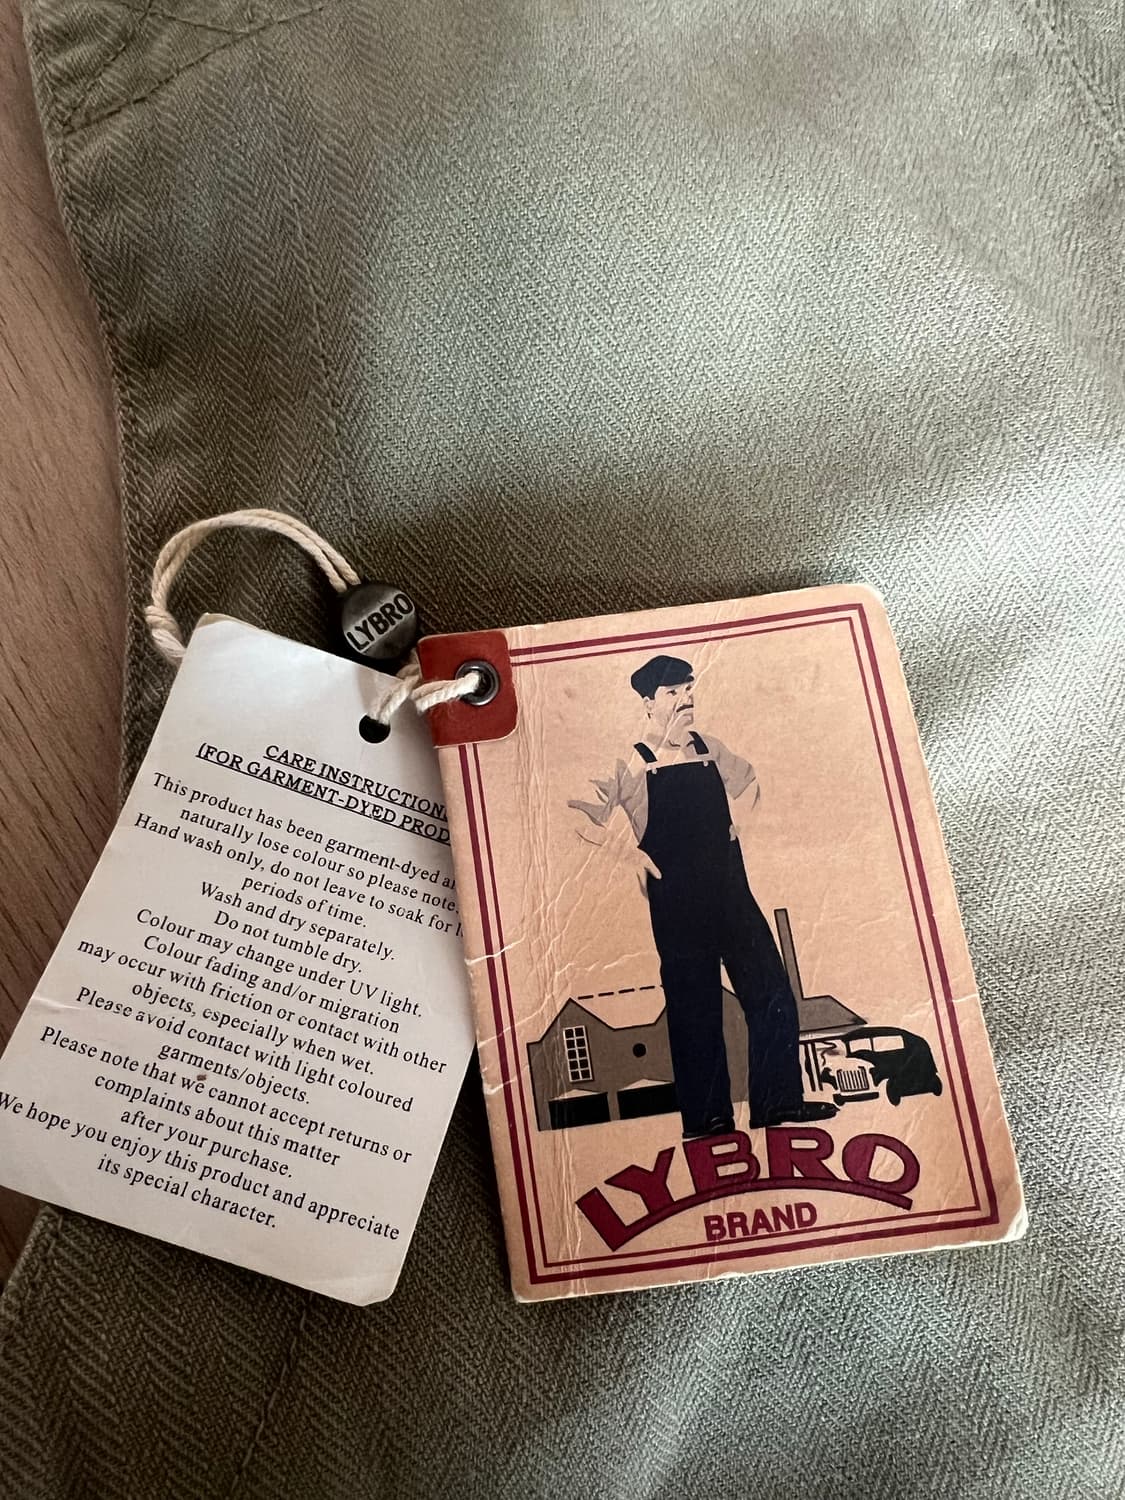 LYBRO
CARE INSTRUCTION
(FOR GARMENT-DYED PROD
This product has been garment-dyed
naturally lose colour so please note.
Hand wash only, do not leave to soak for
periods of time.
Wash and dry separately.
Do not tumble dry.
Colour may change under UV light.
Colour fading and/or migration
may occur with friction or contact with other
objects, especially when wet.
Please avoid contact with light coloured
garments/objects.
Please note that we cannot accept returns or
complaints about this matter
after your purchase.
We hope you enjoy this product and appreciate
its special character.
LYBRO
BRAND